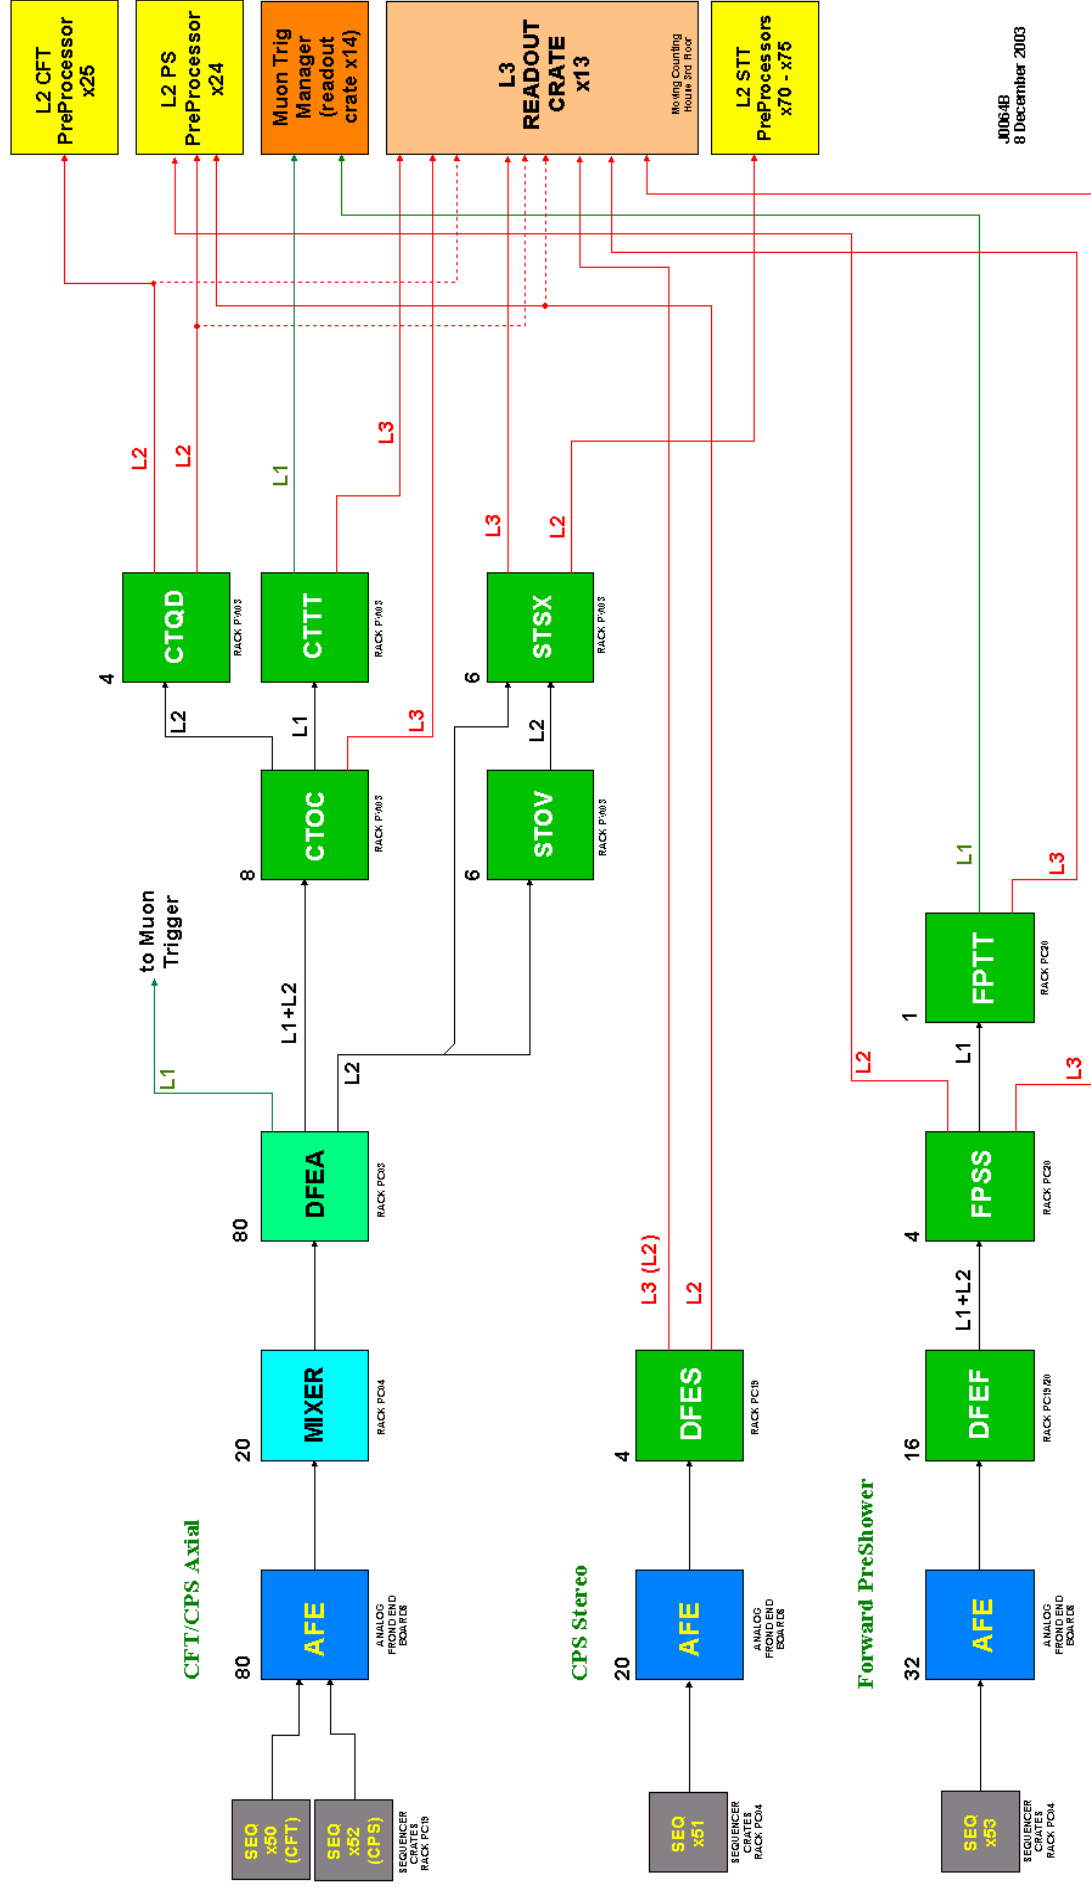 L2 CFT
PreProcessor
x25
L2 PS
PreProcessor
x24
Muon Trig
Manager
(readout
crate x14)
L3
READOUT
CRATE
x13
Moving Counting
House 3rd Floor
L2 STT
PreProcessors
x70 - x75
J0064B
8 December 2003
L2
L2
L1
L3
L3
L2
4
CTQD
RACK PW03
CTTT
RACK PW03
6
STSX
RACK PW03
L2
L1
L3
L2
8
CTOC
RACK PW03
6
STOV
RACK PW03
to Muon
Trigger
L1
L1+L2
L2
80
DFEA
RACK PC03
20
MIXER
RACK PC04
CFT/CPS Axial
80
AFE
ANALOG
FROND END
BOARDS
SEQ
x50
(CFT)
SEQ
x52
(CPS)
SEQUENCER
CRATES
RACK PC19
L3 (L2)
L2
4
DFES
RACK PC19
CPS Stereo
20
AFE
ANALOG
FROND END
BOARDS
SEQ
x51
SEQUENCER
CRATES
RACK PC04
L1
L3
1
FPTT
RACK PC20
L2
L1
L3
4
FPSS
RACK PC20
L1+L2
16
DFEF
RACK PC19/20
Forward PreShower
32
AFE
ANALOG
FROND END
BOARDS
SEQ
x53
SEQUENCER
CRATES
RACK PC04